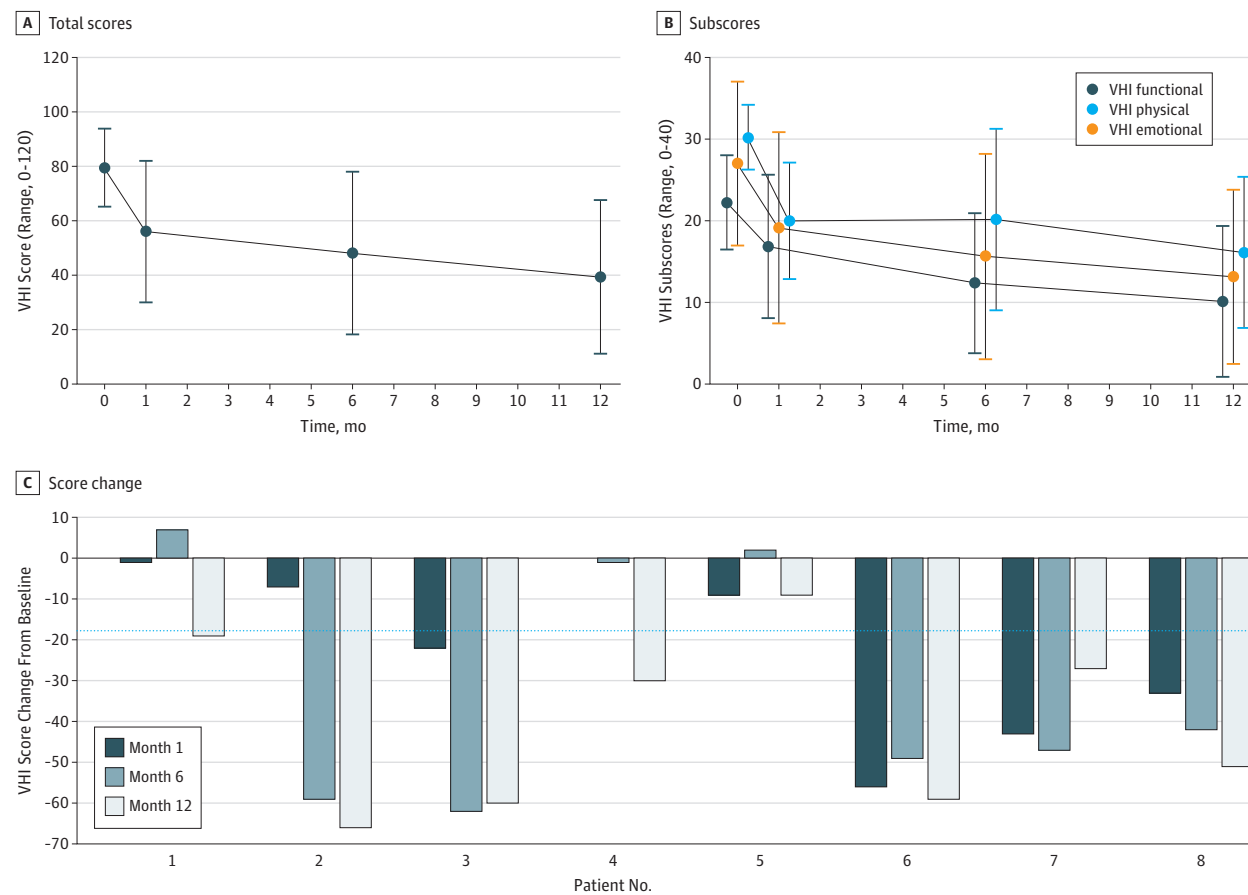 A Total scores
120
100
80
60
40
20
0
VHI Score (Range, 0-120)
0 1 2 3 4 5 6 7 8 9 10 11 12
Time, mo
B Subscores
40
30
20
10
0
VHI Subscores (Range, 0-40)
VHI functional
VHI physical
VHI emotional
0 1 2 3 4 5 6 7 8 9 10 11 12
Time, mo
C Score change
10
0
-10
-20
-30
-40
-50
-60
-70
VHI Score Change From Baseline
Month 1
Month 6
Month 12
1 2 3 4 5 6 7 8
Patient No.